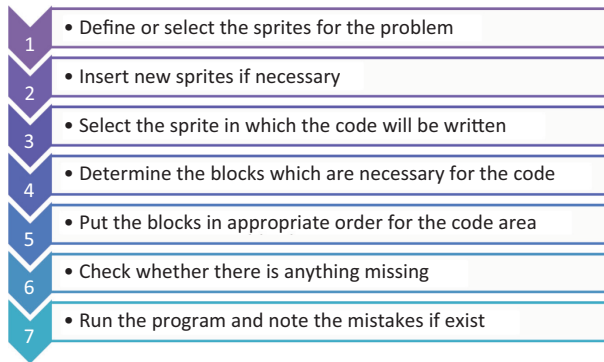 1
• Define or select the sprites for the problem
2
• Insert new sprites if necessary
3
• Select the sprite in which the code will be written
4
• Determine the blocks which are necessary for the code
5
• Put the blocks in appropriate order for the code area
6
• Check whether there is anything missing
7
• Run the program and note the mistakes if exist